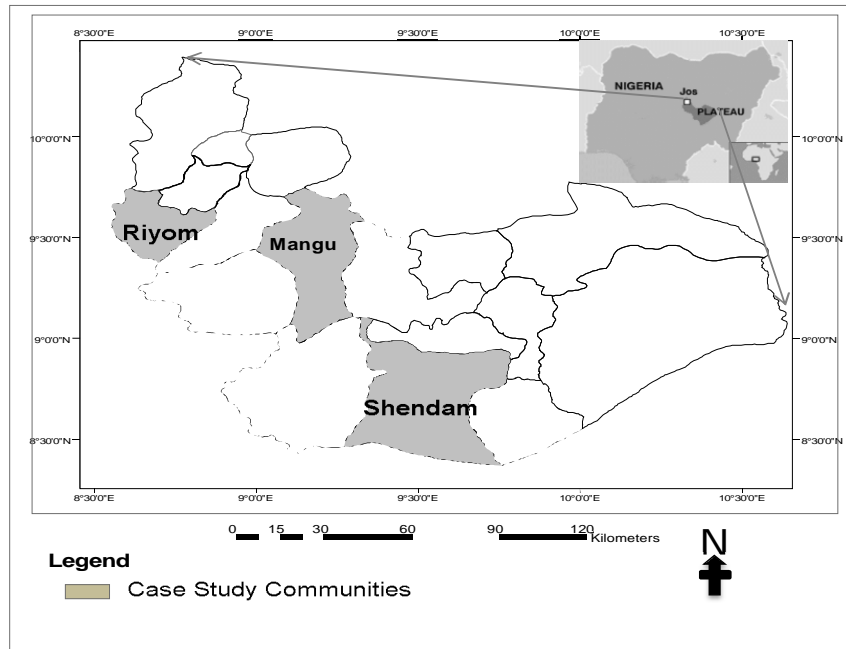 8°30'0"E 9°0'0"E 9°30'0"E 10°0'0"E 10°30'0"E
NIGERIA
Jos
PLATEAU
10°0'0"N 10°0'0"N
Riyom
Mangu
9°30'0"N 9°30'0"N
9°0'0"N 9°0'0"N
Shendam
8°30'0"N 8°30'0"N
8°30'0"E 9°0'0"E 9°30'0"E 10°0'0"E 10°30'0"E
0 15 30 60 90 120
Kilometers
N
Legend
Case Study Communities